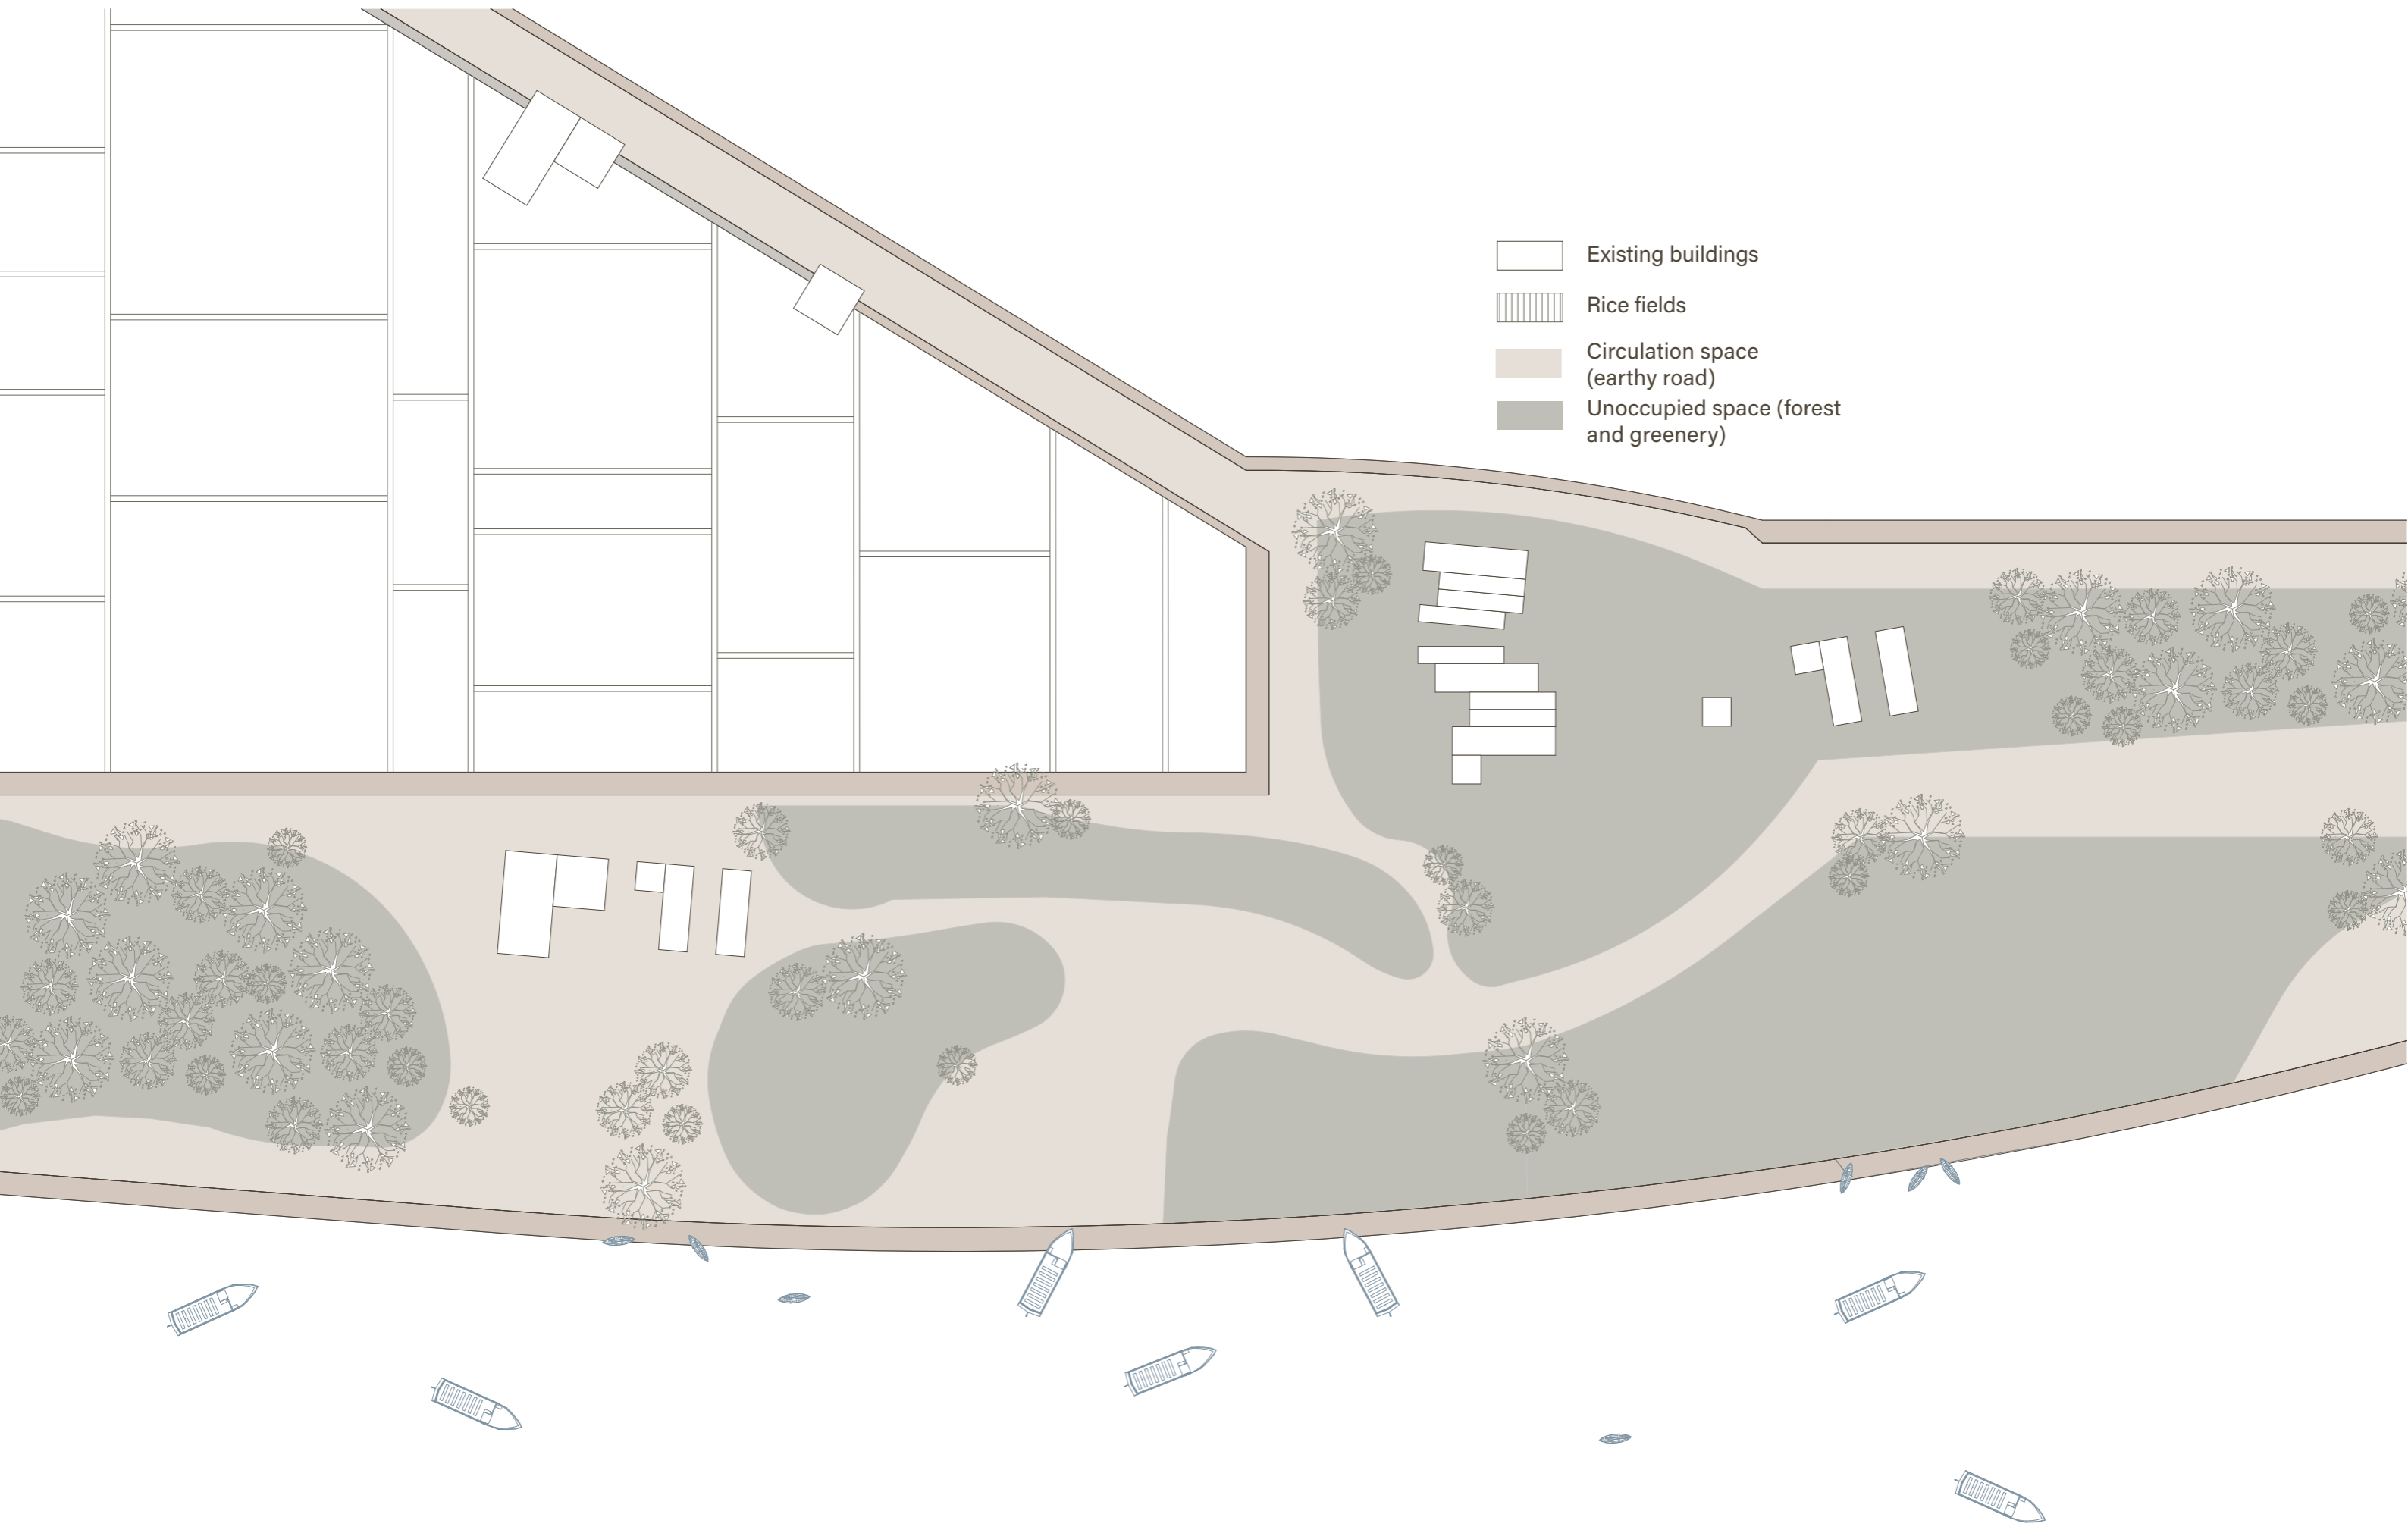 Existing buildings
Rice fields
Circulation space
(earthy road)
Unoccupied space (forest
and greenery)